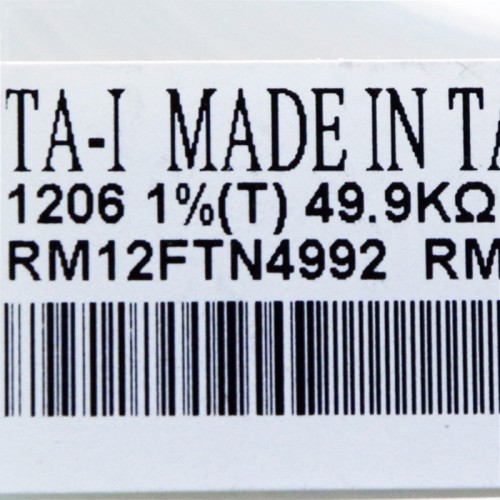 TA-I MADE IN TA
1206 1%(T) 49.9KΩ
RM12FTN4992 RM